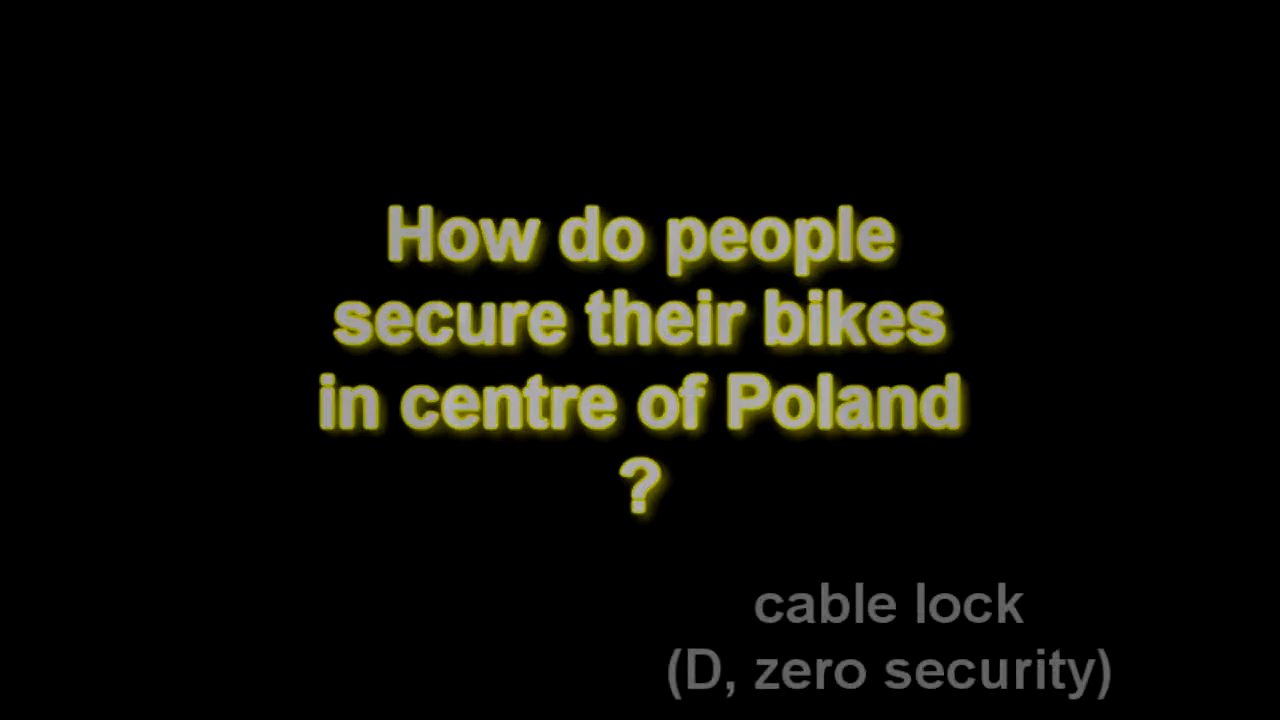 How do people
secure their bikes
in centre of Poland
?
cable lock
(D, zero security)